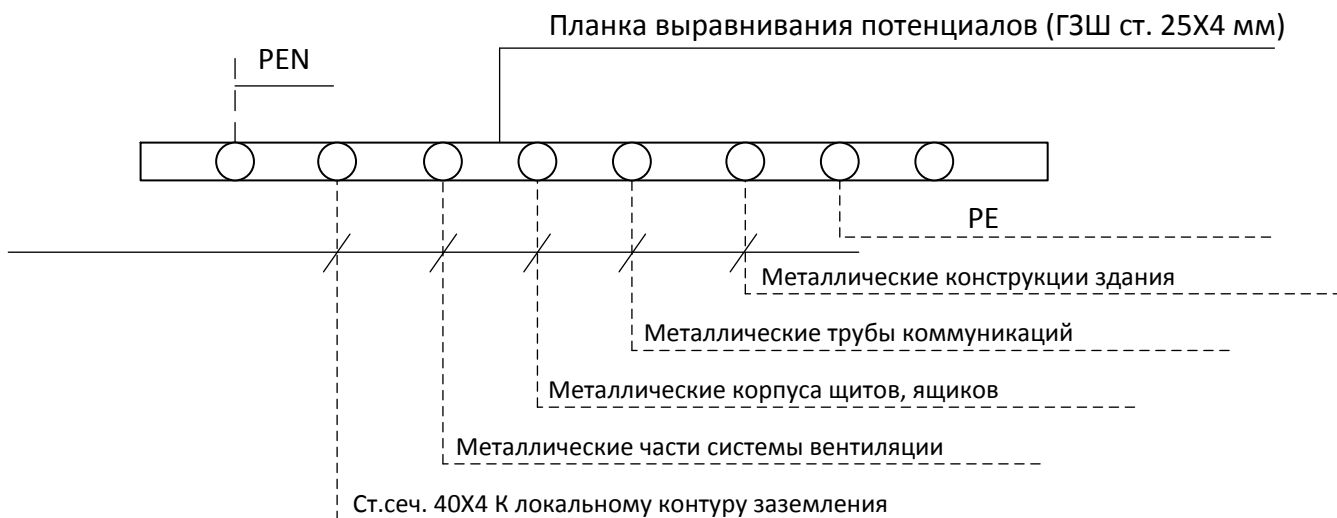 Планка выравнивания потенциалов (ГЗШ ст. 25Х4 мм)
PEN
PE
Металлические конструкции здания
Металлические трубы коммуникаций
Металлические корпуса щитов, ящиков
Металлические части системы вентиляции
Ст.сеч. 40Х4 К локальному контуру заземления